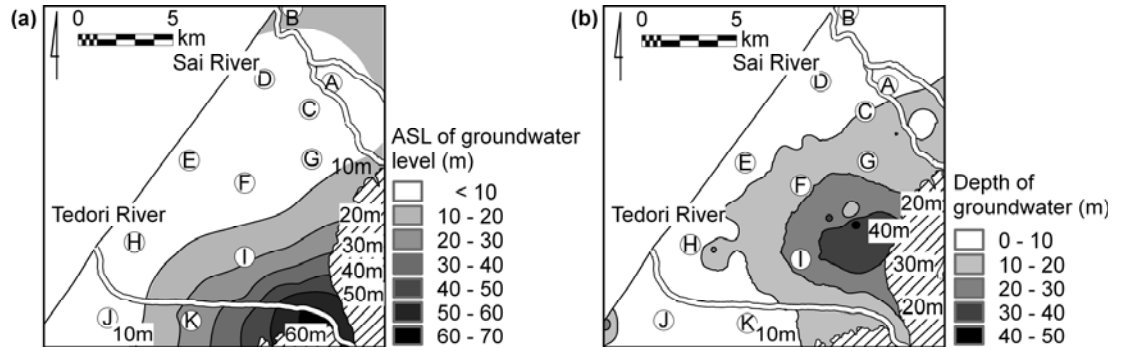 (a)
0 5
km
B
Sai River
D
A
C
E
G
10m
F
Tedori River
20m
H
30m
I
40m
50m
J
K
10m
60m
ASL of groundwater
level (m)
< 10
10 - 20
20 - 30
30 - 40
40 - 50
50 - 60
60 - 70
(b)
0 5
km
B
Sai River
D
A
C
E
G
F
20m
Tedori River
40m
H
I
30m
20m
J
K
10m
Depth of
groundwater (m)
0 - 10
10 - 20
20 - 30
30 - 40
40 - 50